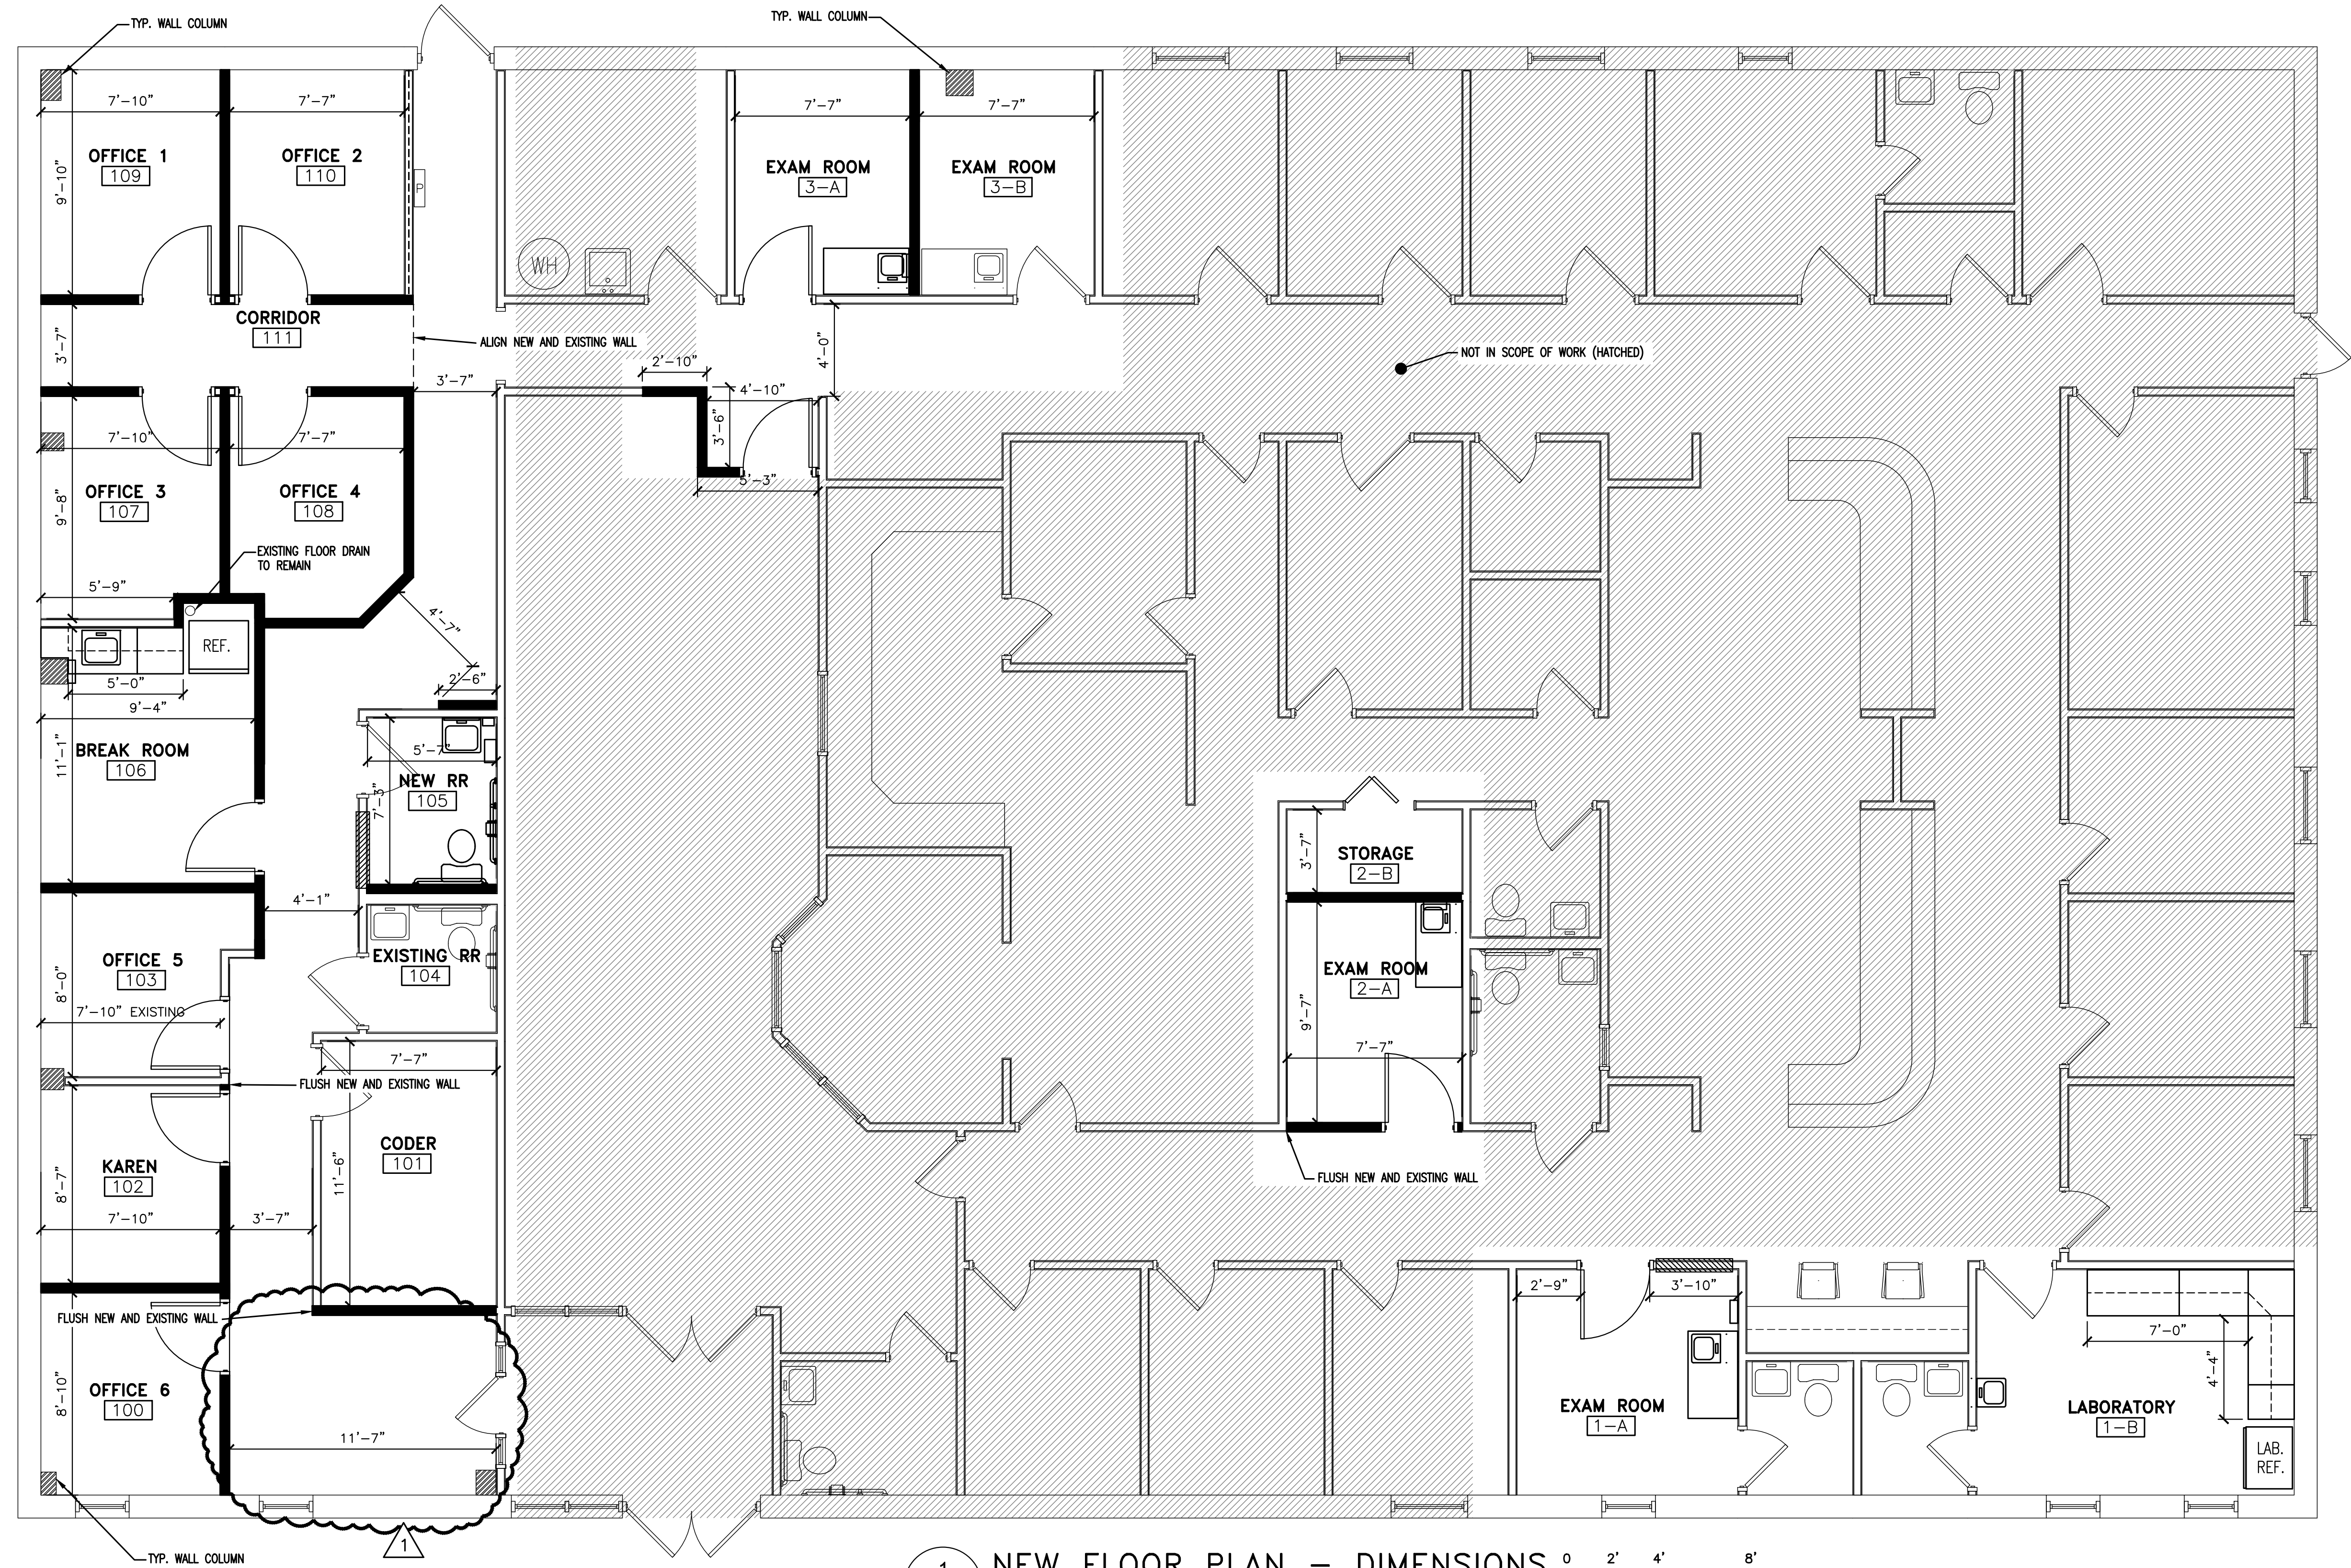 TYP. WALL COLUMN
TYP. WALL COLUMN
7'-10"
7'-7"
7'-7"
7'-7"
OFFICE 1
109
OFFICE 2
110
9'-10"
P
EXAM ROOM
3-A
EXAM ROOM
3-B
WH
CORRIDOR
111
3'-7"
ALIGN NEW AND EXISTING WALL
4'-0"
NOT IN SCOPE OF WORK (HATCHED)
2'-10"
3'-7"
4'-10"
3'-6"
5'-3"
7'-10"
7'-7"
OFFICE 3
107
OFFICE 4
108
9'-8"
EXISTING FLOOR DRAIN
TO REMAIN
5'-9"
4'-7"
REF.
5'-0"
2'-6"
9'-4"
BREAK ROOM
106
11'-1"
5'-7"
NEW RR
105
7'-3"
STORAGE
2-B
3'-7"
4'-1"
OFFICE 5
103
EXISTING RR
104
8'-0"
7'-10" EXISTING
EXAM ROOM
2-A
9'-7"
7'-7"
7'-7"
FLUSH NEW AND EXISTING WALL
CODER
101
11'-6"
KAREN
102
8'-7"
FLUSH NEW AND EXISTING WALL
7'-10"
3'-7"
FLUSH NEW AND EXISTING WALL
2'-9"
3'-10"
7'-0"
4'-4"
OFFICE 6
100
8'-10"
11'-7"
EXAM ROOM
1-A
LABORATORY
1-B
LAB.
REF.
1
TYP. WALL COLUMN
1
NEW FLOOR PLAN - DIMENSIONS
0 2' 4' 8'